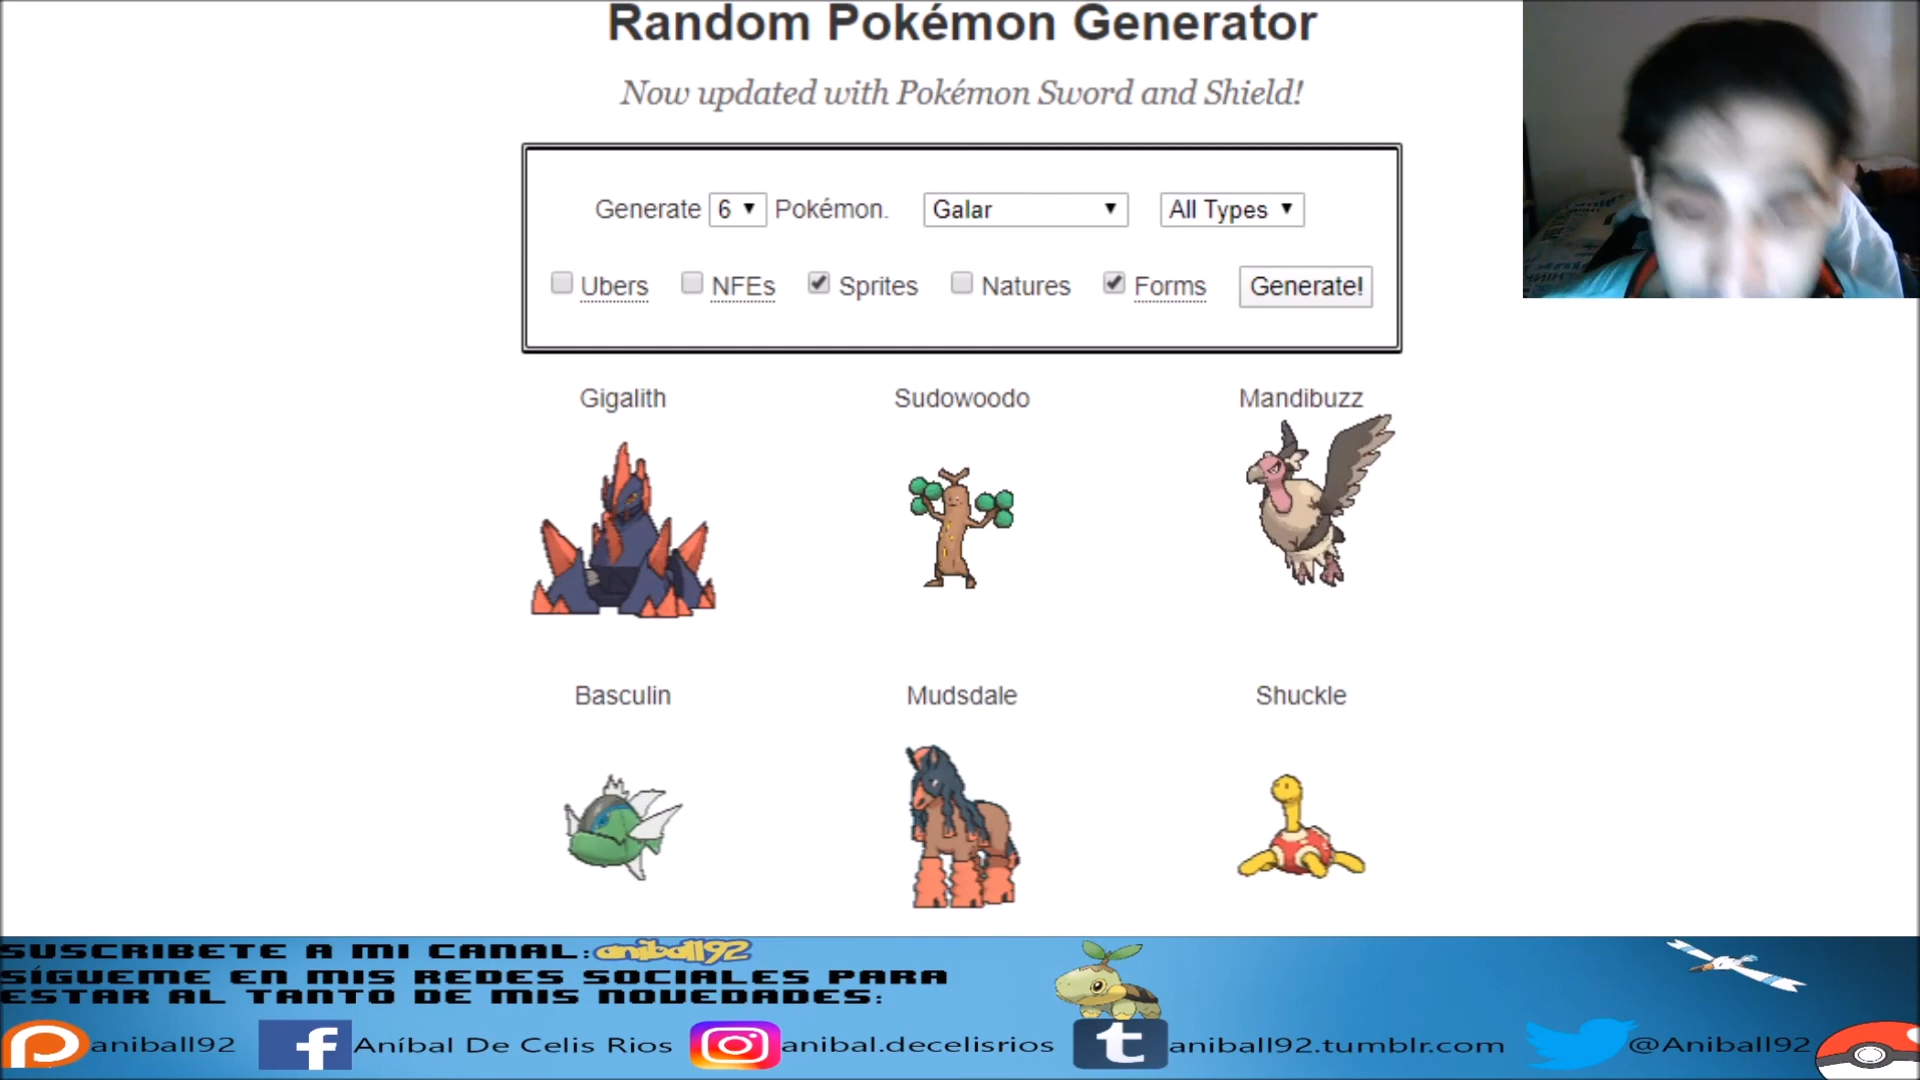 Random Pokémon Generator
Now updated with Pokémon Sword and Shield!
Generate 6 Pokémon. Galar All Types
Ubers NFEs Sprites Natures Forms Generate!
Gigalith Sudowoodo Mandibuzz
Basculin Mudsdale Shuckle
SUSCRIBETE A MI CANAL: aniball92
SÍGUEME EN MIS REDES SOCIALES PARA
ESTAR AL TANTO DE MIS NOVEDADES:
aniball92 f Aníbal De Celis Rios anibal.decelisrios t aniball92.tumblr.com @Aniball92